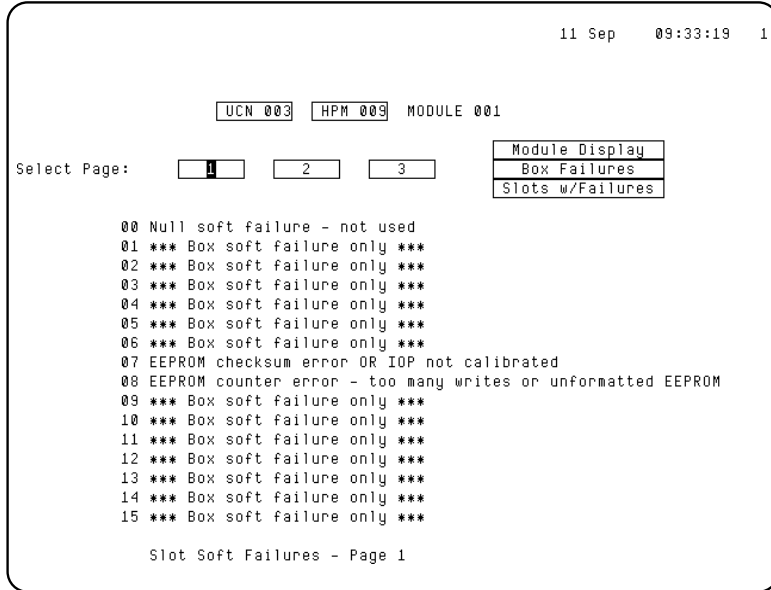 11 Sep 09:33:19 1
UCN 003 HPM 009 MODULE 001
Module Display
Select Page: 1 2 3 Box Failures
Slots w/Failures
00 Null soft failure - not used
01 *** Box soft failure only ***
02 *** Box soft failure only ***
03 *** Box soft failure only ***
04 *** Box soft failure only ***
05 *** Box soft failure only ***
06 *** Box soft failure only ***
07 EEPROM checksum error OR IOP not calibrated
08 EEPROM counter error - too many writes or unformatted EEPROM
09 *** Box soft failure only ***
10 *** Box soft failure only ***
11 *** Box soft failure only ***
12 *** Box soft failure only ***
13 *** Box soft failure only ***
14 *** Box soft failure only ***
15 *** Box soft failure only ***
Slot Soft Failures - Page 1